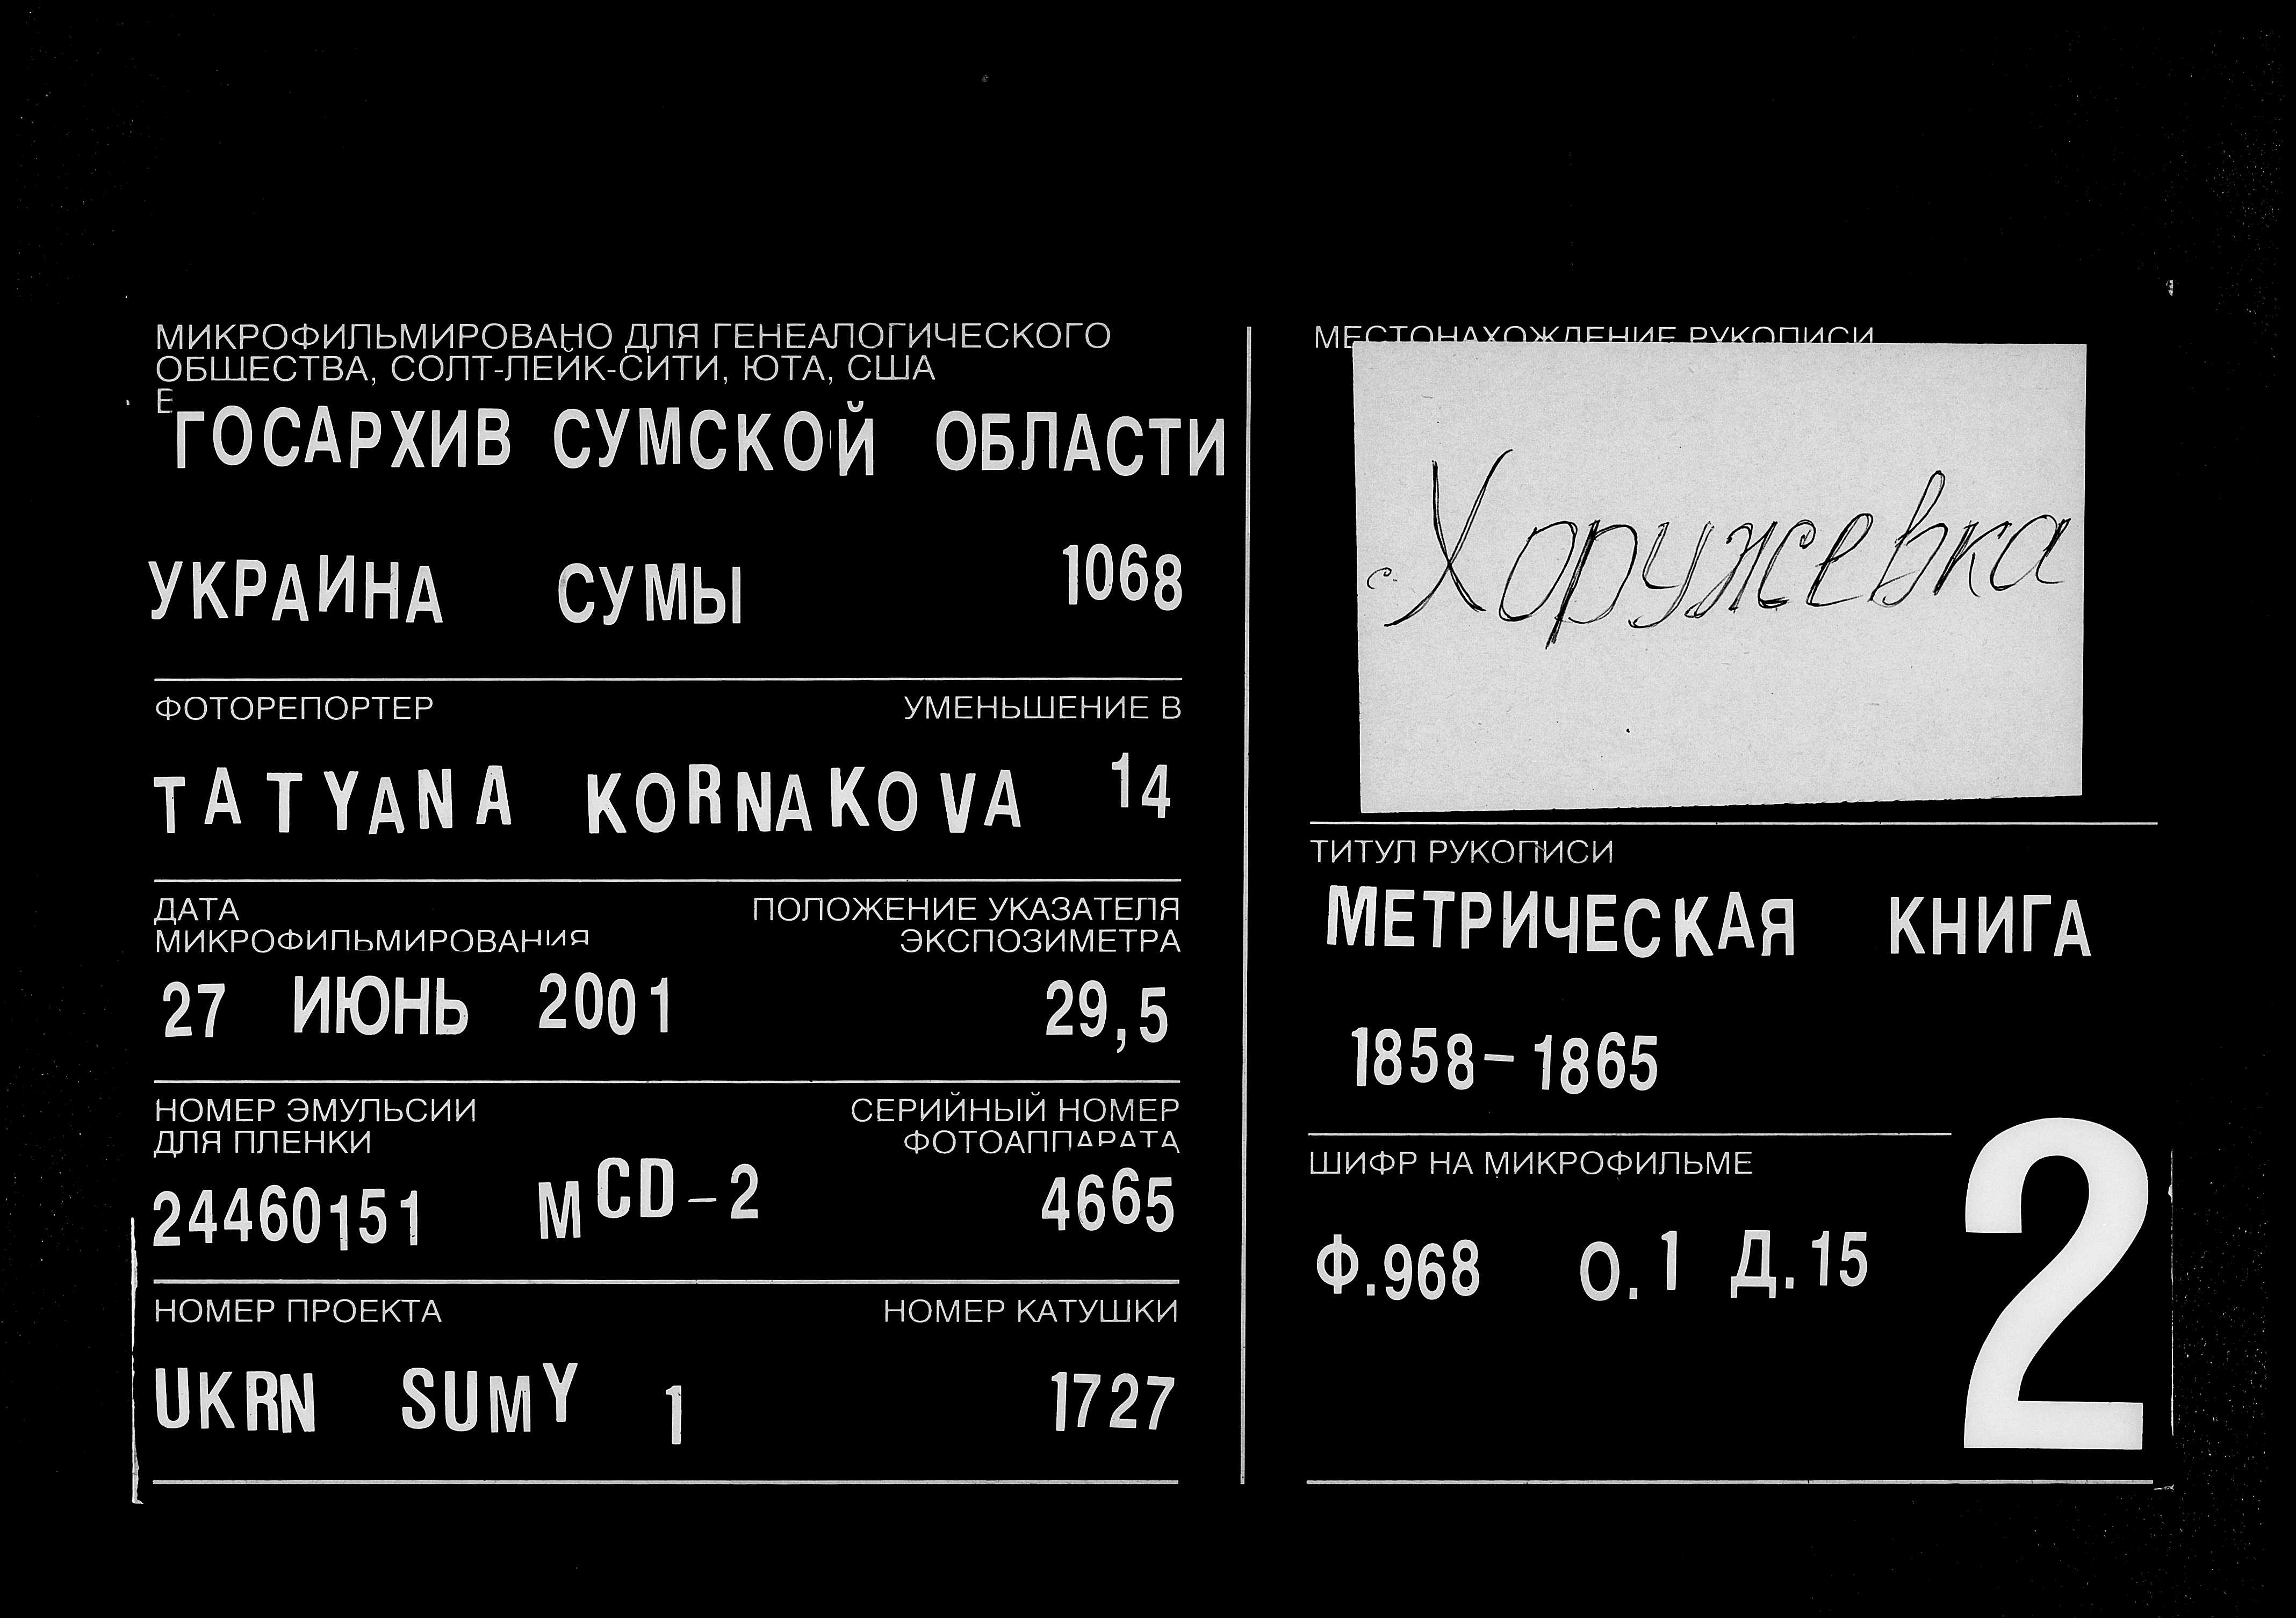 МИКРОФИЛЬМИРОВАНО ДЛЯ ГЕНЕАЛОГИЧЕСКОГО
ОБЩЕСТВА, СОЛТ-ЛЕЙК-СИТИ, ЮТА, США
Е
ГОСАРХИВ СУМСКОЙ ОБЛАСТИ
УКРАИНА СУМЫ 1068
ФОТОРЕПОРТЕР УМЕНЬШЕНИЕ В
TATYANA KORNAKOVA 14
ДАТА ПОЛОЖЕНИЕ УКАЗАТЕЛЯ
МИКРОФИЛЬМИРОВАНИЯ ЭКСПОЗИМЕТРА
27 ИЮНЬ 2001 29,5
НОМЕР ЭМУЛЬСИИ СЕРИЙНЫЙ НОМЕР
ДЛЯ ПЛЕНКИ ФОТОАППАРАТА
24460151 MCD-2 4665
НОМЕР ПРОЕКТА НОМЕР КАТУШКИ
UKRN SUMY 1 1727
МЕСТОНАХОЖДЕНИЕ РУКОПИСИ
с. Хоружевка
ТИТУЛ РУКОПИСИ
МЕТРИЧЕСКАЯ КНИГА
1858-1865
ШИФР НА МИКРОФИЛЬМЕ
Ф.968 О.1 Д.15
2